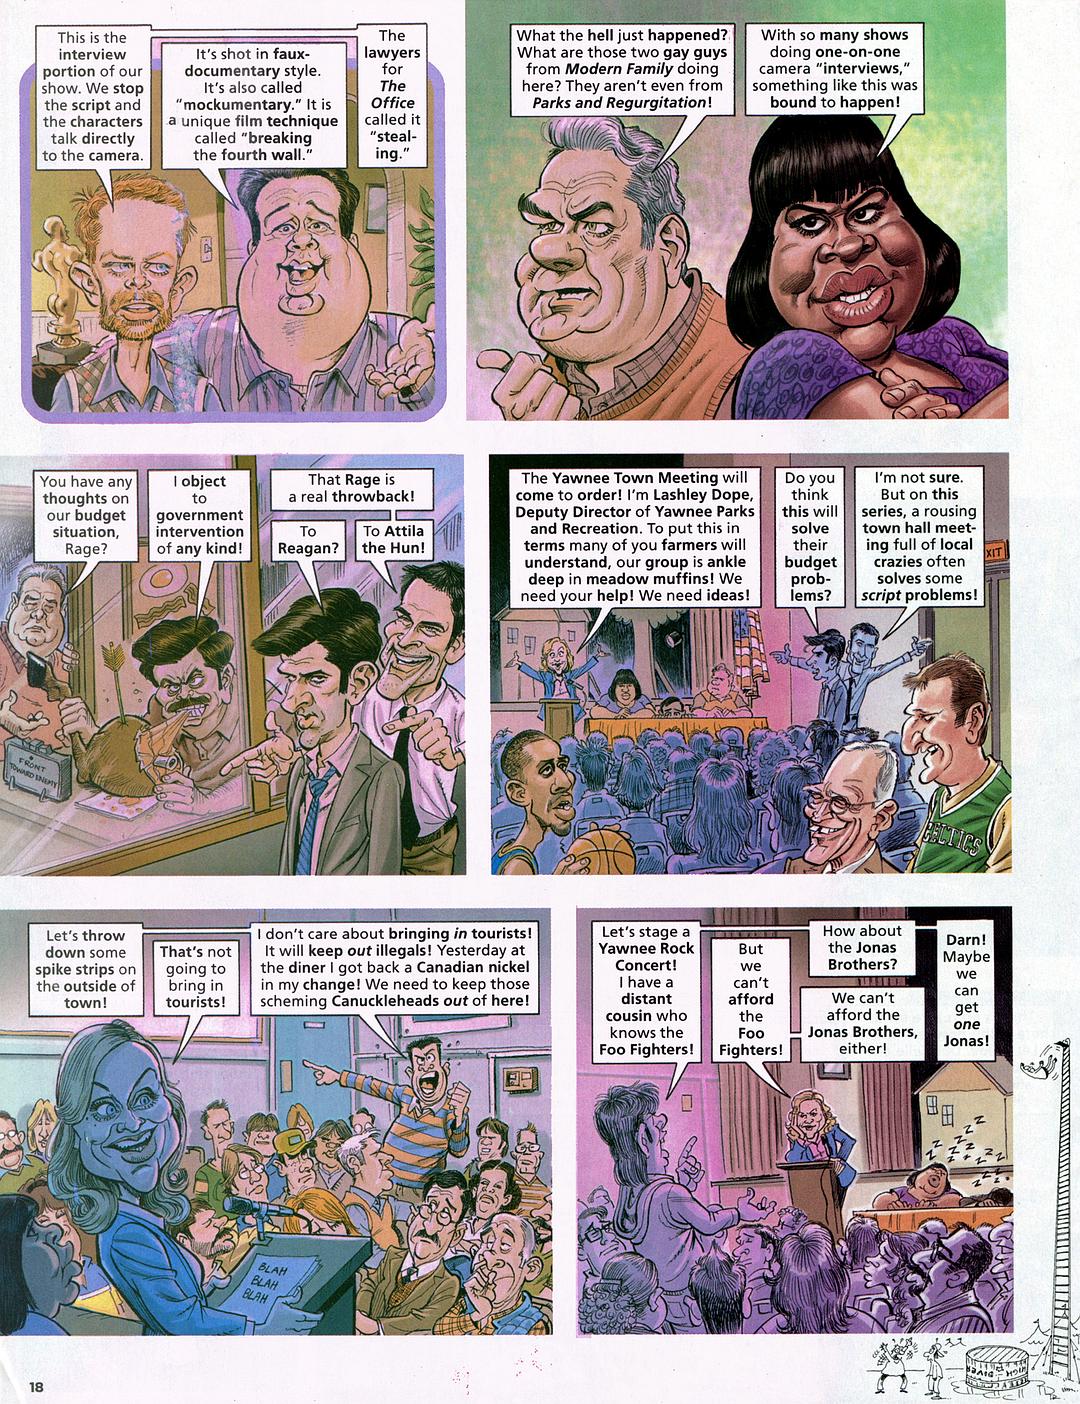 This is the
interview
portion of our
show. We stop
the script and
the characters
talk directly
to the camera.
It's shot in faux-
documentary style.
It's also called
"mockumentary." It is
a unique film technique
called "breaking
the fourth wall."
The
lawyers
for
The
Office
called it
"steal-
ing."
What the hell just happened?
What are those two gay guys
from Modern Family doing
here? They aren't even from
Parks and Regurgitation!
With so many shows
doing one-on-one
camera "interviews,"
something like this was
bound to happen!
You have any
thoughts on
our budget
situation,
Rage?
I object
to
government
intervention
of any kind!
That Rage is
a real throwback!
To
Reagan?
To Attila
the Hun!
FRONT
TOWARD ENEMY
The Yawnee Town Meeting will
come to order! I'm Lashley Dope,
Deputy Director of Yawnee Parks
and Recreation. To put this in
terms many of you farmers will
understand, our group is ankle
deep in meadow muffins! We
need your help! We need ideas!
Do you
think
this will
solve
their
budget
prob-
lems?
I'm not sure.
But on this
series, a rousing
town hall meet-
ing full of local
crazies often
solves some
script problems!
EXIT
CELTICS
Let's throw
down some
spike strips on
the outside of
town!
That's not
going to
bring in
tourists!
I don't care about bringing in tourists!
It will keep out illegals! Yesterday at
the diner I got back a Canadian nickel
in my change! We need to keep those
scheming Canuckleheads out of here!
BLAH
BLAH
BLAH
Let's stage a
Yawnee Rock
Concert!
I have a
distant
cousin who
knows the
Foo Fighters!
But
we
can't
afford
the
Foo
Fighters!
How about
the Jonas
Brothers?
We can't
afford the
Jonas Brothers,
either!
Darn!
Maybe
we
can
get
one
Jonas!
Z Z Z Z Z Z Z
HIGH DIVER
18